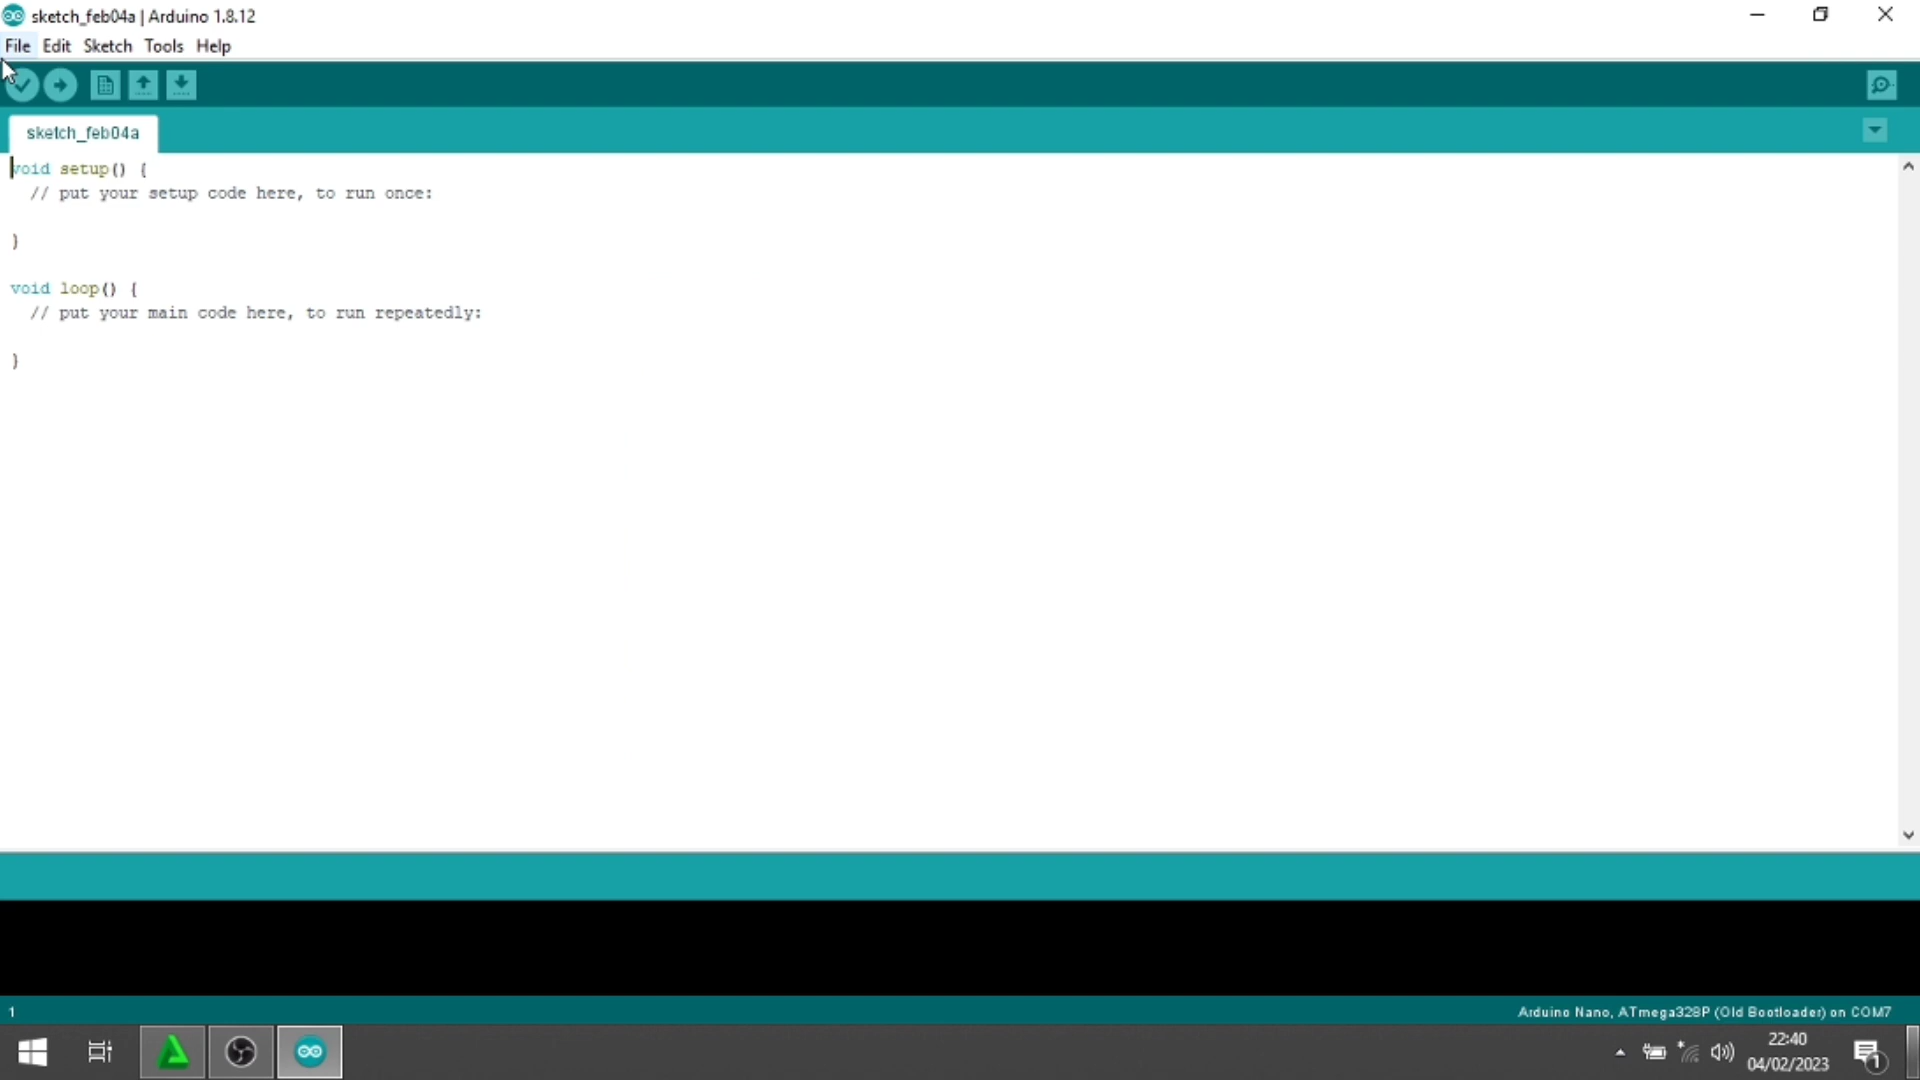 sketch_feb04a | Arduino 1.8.12
File Edit Sketch Tools Help
sketch_feb04a
void setup() {
// put your setup code here, to run once:
}
void loop() {
// put your main code here, to run repeatedly:
}
1
Arduino Nano, ATmega328P (Old Bootloader) on COM7
22:40
04/02/2023
1